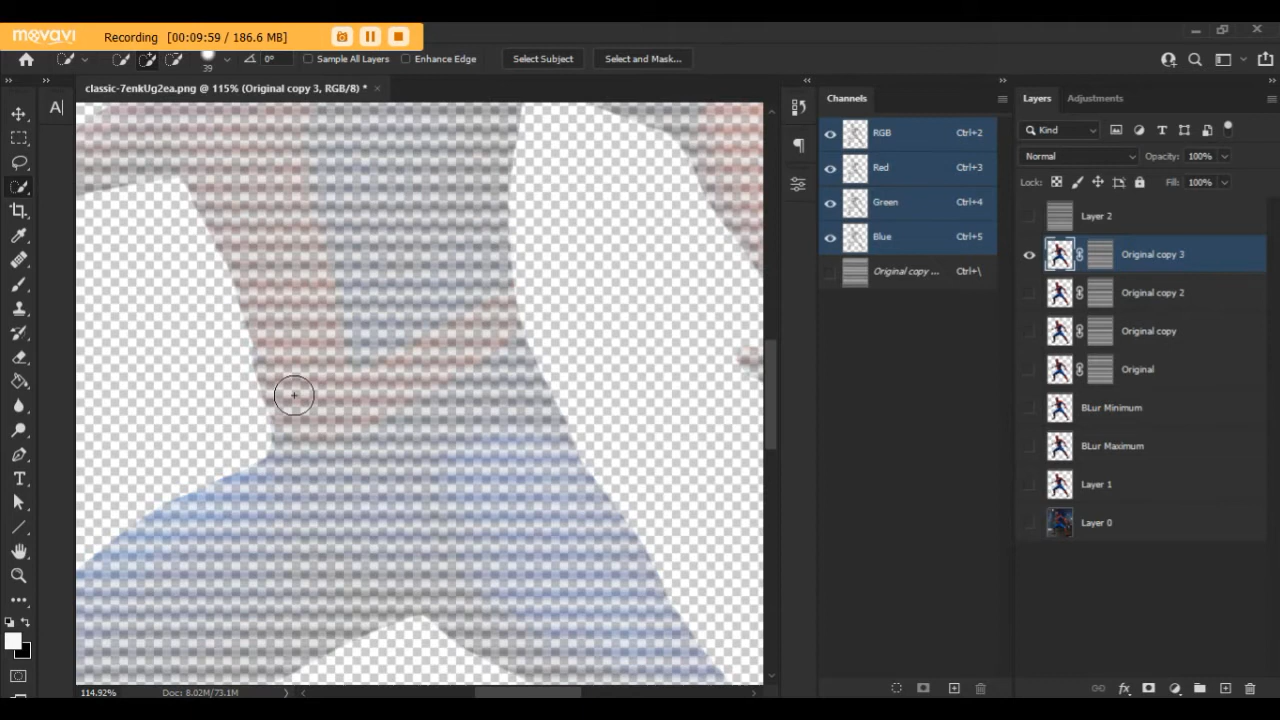 movavi Recording [00:09:59 / 186.6 MB]
39 0° Sample All Layers Enhance Edge Select Subject Select and Mask...
classic-7enkUg2ea.png @ 115% (Original copy 3, RGB/8) *
A
Channels
RGB Ctrl+2
Red Ctrl+3
Green Ctrl+4
Blue Ctrl+5
Original copy ... Ctrl+\
Layers Adjustments
Kind
Normal Opacity: 100%
Lock: Fill: 100%
Layer 2
Original copy 3
Original copy 2
Original copy
Original
BLur Minimum
BLur Maximum
Layer 1
Layer 0
114.92% Doc: 8.02M/73.1M